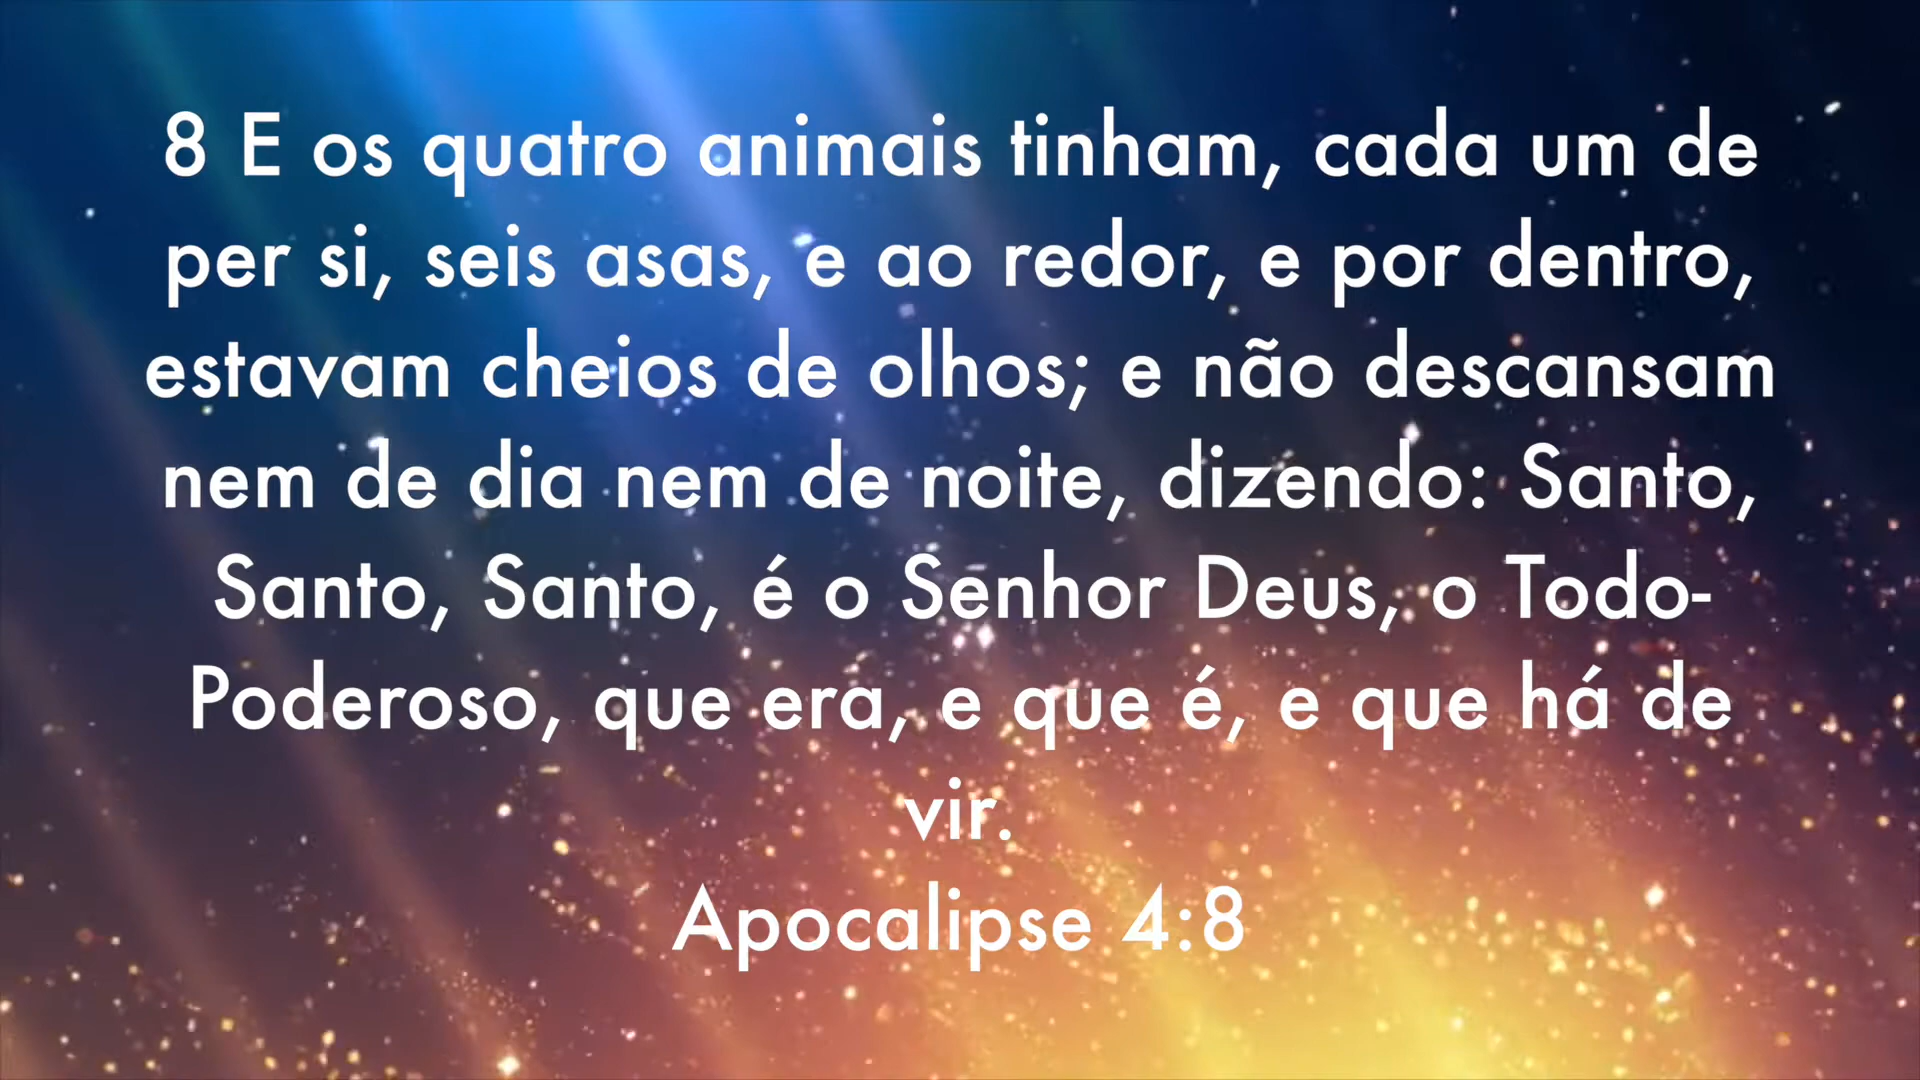 8 E os quatro animais tinham, cada um de
per si, seis asas, e ao redor, e por dentro,
estavam cheios de olhos; e não descansam
nem de dia nem de noite, dizendo: Santo,
Santo, Santo, é o Senhor Deus, o Todo-
Poderoso, que era, e que é, e que há de
vir.
Apocalipse 4:8